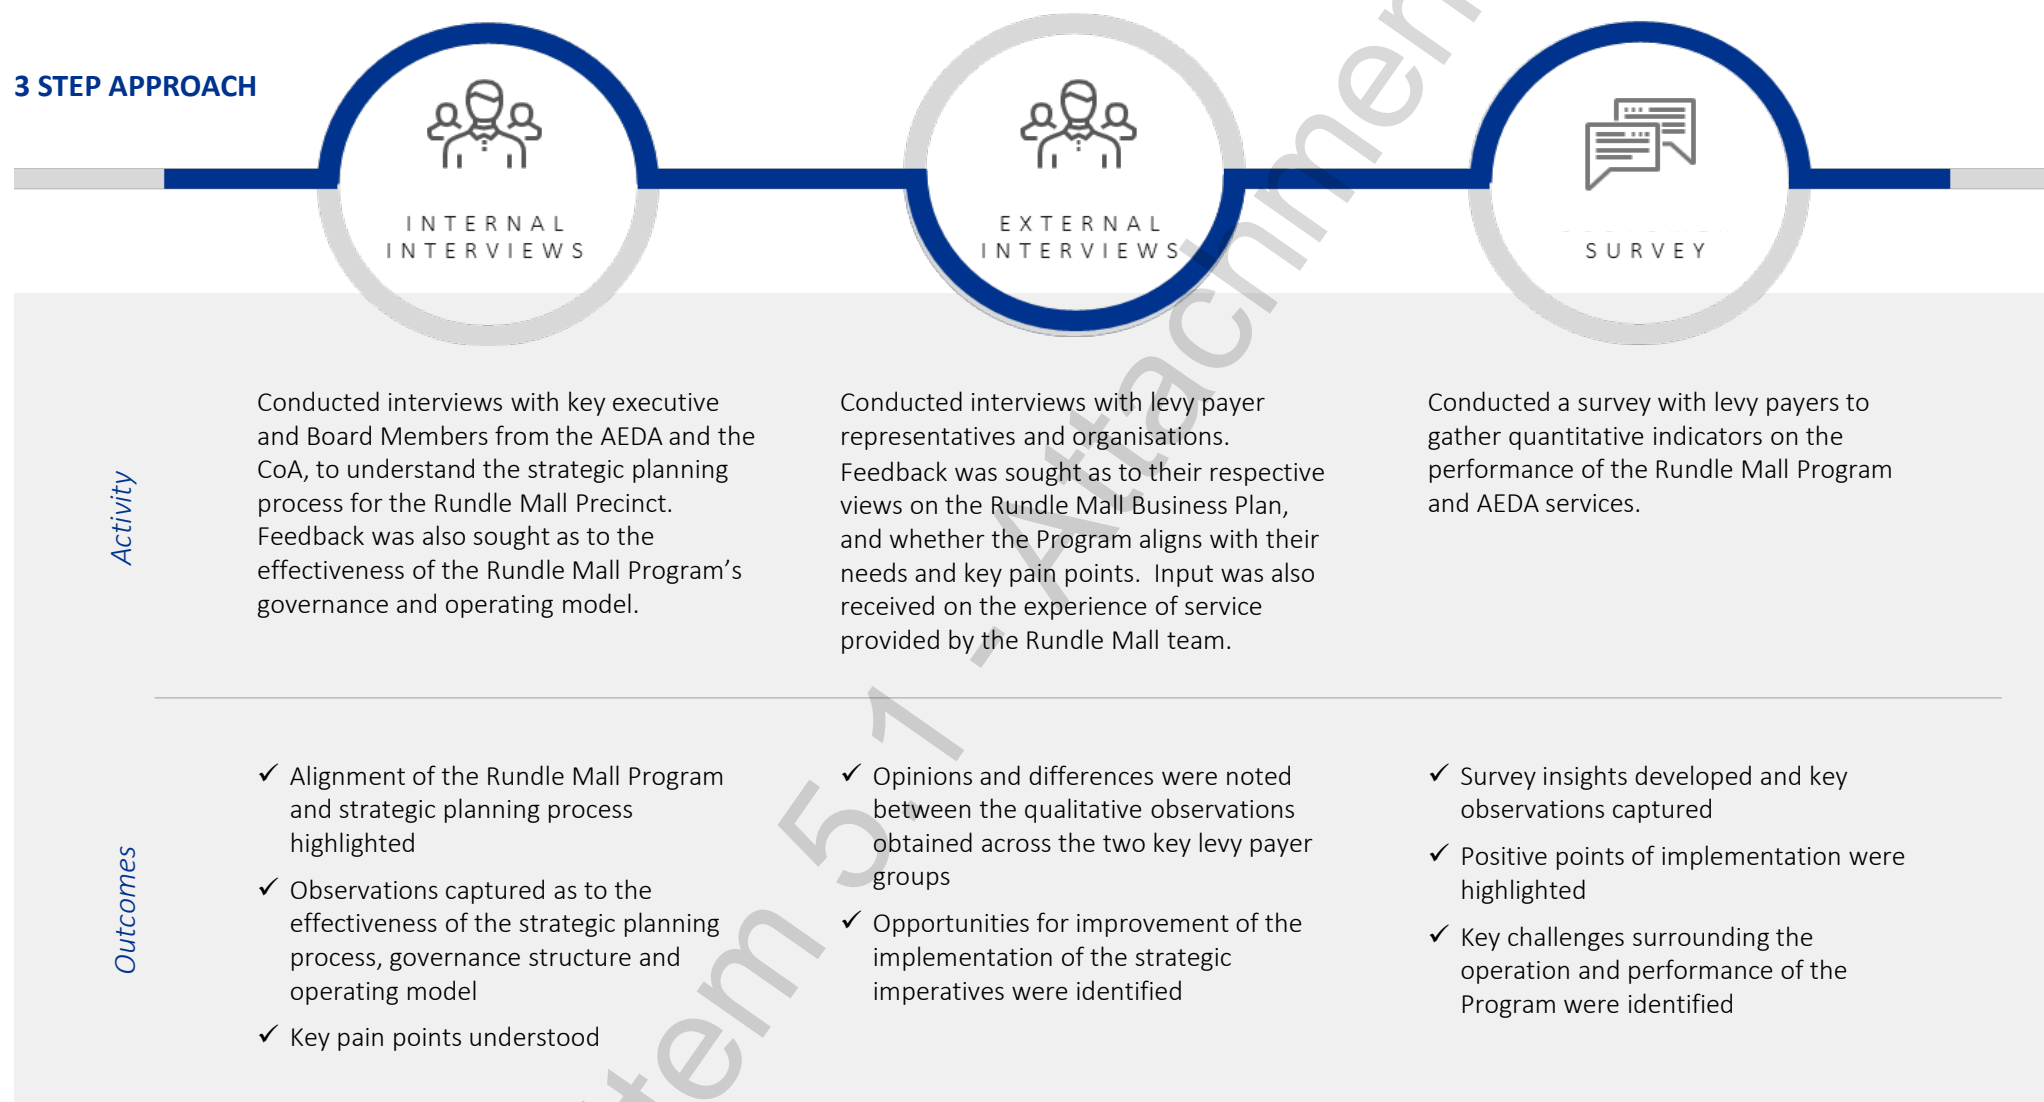 3 STEP APPROACH
INTERNAL
INTERVIEWS
EXTERNAL
INTERVIEWS
SURVEY
Activity
Conducted interviews with key executive
and Board Members from the AEDA and the
CoA, to understand the strategic planning
process for the Rundle Mall Precinct.
Feedback was also sought as to the
effectiveness of the Rundle Mall Program’s
governance and operating model.
Conducted interviews with levy payer
representatives and organisations.
Feedback was sought as to their respective
views on the Rundle Mall Business Plan,
and whether the Program aligns with their
needs and key pain points. Input was also
received on the experience of service
provided by the Rundle Mall team.
Conducted a survey with levy payers to
gather quantitative indicators on the
performance of the Rundle Mall Program
and AEDA services.
Outcomes
✓ Alignment of the Rundle Mall Program
and strategic planning process
highlighted
✓ Observations captured as to the
effectiveness of the strategic planning
process, governance structure and
operating model
✓ Key pain points understood
✓ Opinions and differences were noted
between the qualitative observations
obtained across the two key levy payer
groups
✓ Opportunities for improvement of the
implementation of the strategic
imperatives were identified
✓ Survey insights developed and key
observations captured
✓ Positive points of implementation were
highlighted
✓ Key challenges surrounding the
operation and performance of the
Program were identified
tem 5.1 - Attachmen